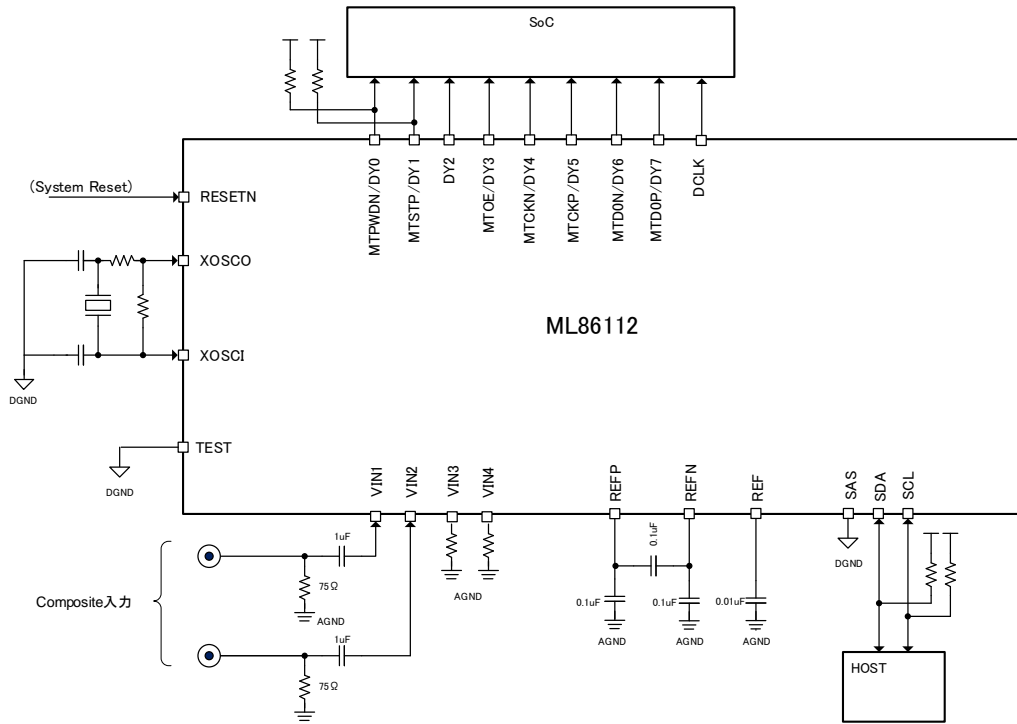 SoC
MTPWDN/DY0
MTSTP/DY1
DY2
MTOE/DY3
MTCKN/DY4
MTCKP/DY5
MTD0N/DY6
MTD0P/DY7
DCLK
(System Reset)
RESETN
XOSCO
XOSCI
DGND
ML86112
TEST
DGND
VIN1
VIN2
VIN3
VIN4
REFP
REFN
REF
SAS
SDA
SCL
1uF
75Ω
AGND
AGND
0.1uF
0.1uF
AGND
0.1uF
AGND
0.01uF
AGND
DGND
Composite入力
1uF
75Ω
HOST